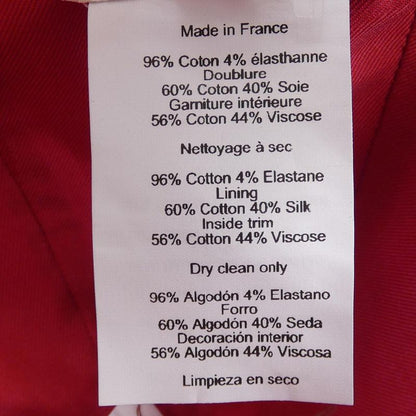 Made in France
96% Coton 4% élasthanne
Doublure
60% Coton 40% Soie
Garniture intérieure
56% Coton 44% Viscose
Nettoyage à sec
96% Cotton 4% Elastane
Lining
60% Cotton 40% Silk
Inside trim
56% Cotton 44% Viscose
Dry clean only
96% Algodón 4% Elastano
Forro
60% Algodón 40% Seda
Decoración interior
56% Algodón 44% Viscosa
Limpieza en seco